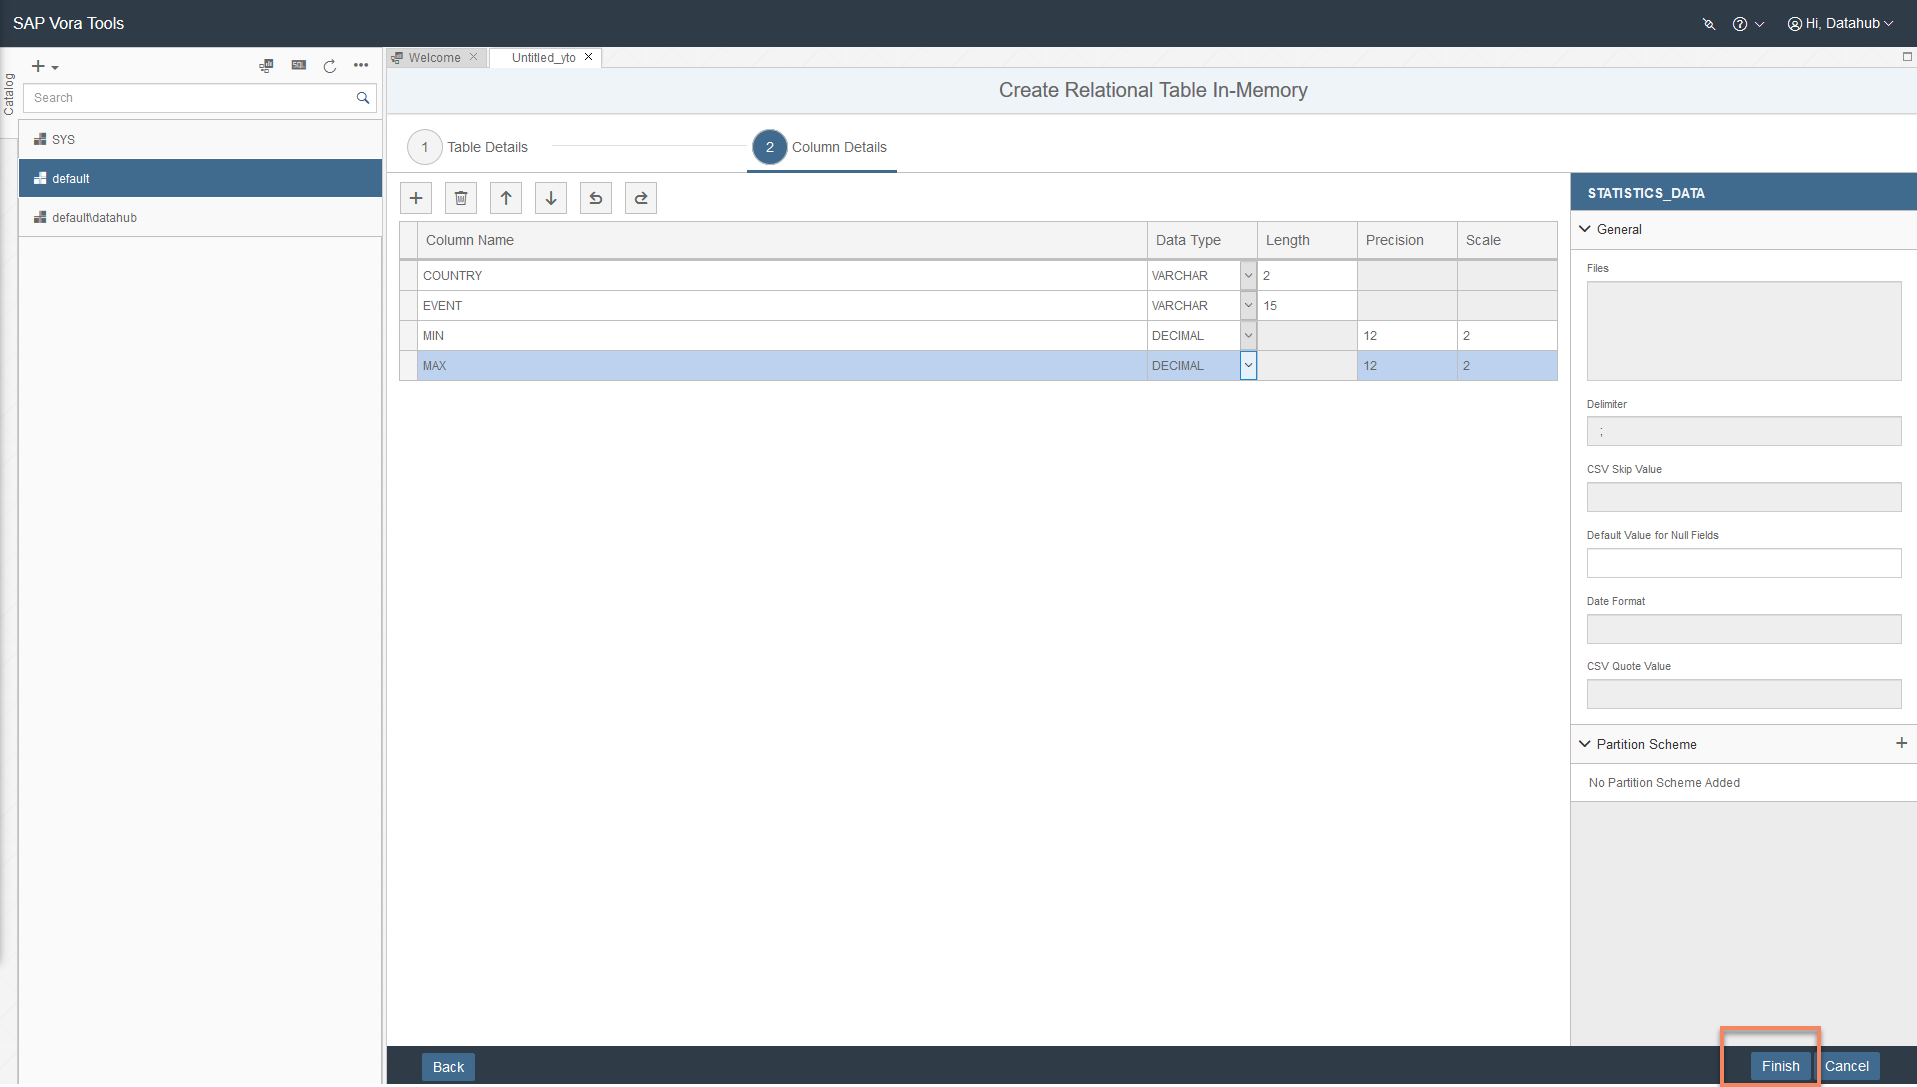 SAP Vora Tools
Hi, Datahub
Catalog
Search
SYS
default
default\datahub
Welcome
Untitled_yto
Create Relational Table In-Memory
1 Table Details
2 Column Details
Column Name Data Type Length Precision Scale
COUNTRY VARCHAR 2
EVENT VARCHAR 15
MIN DECIMAL 12 2
MAX DECIMAL 12 2
STATISTICS_DATA
General
Files
Delimiter
;
CSV Skip Value
Default Value for Null Fields
Date Format
CSV Quote Value
Partition Scheme
No Partition Scheme Added
Back
Finish
Cancel